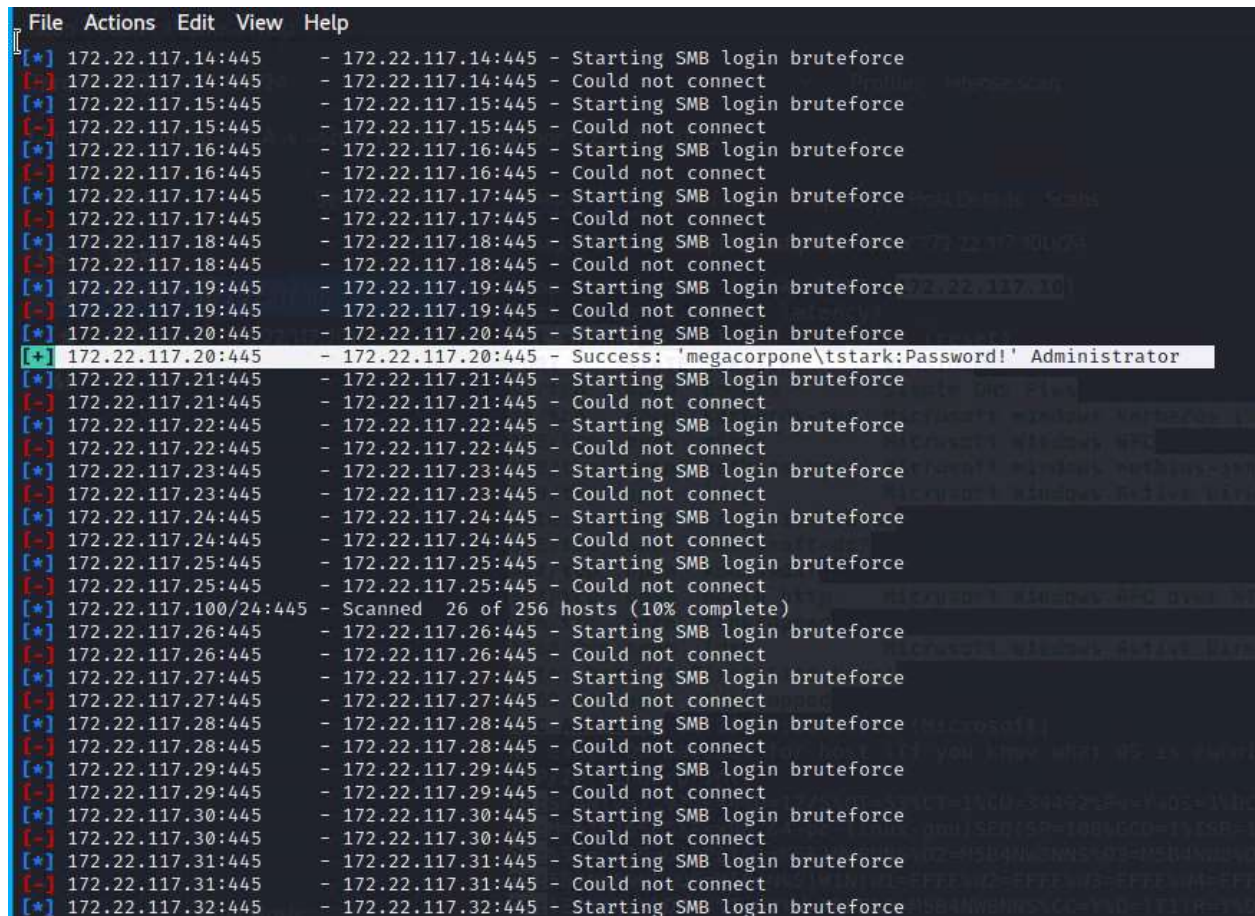 File Actions Edit View Help
[*] 172.22.117.14:445 - 172.22.117.14:445 - Starting SMB login bruteforce
[-] 172.22.117.14:445 - 172.22.117.14:445 - Could not connect
[*] 172.22.117.15:445 - 172.22.117.15:445 - Starting SMB login bruteforce
[-] 172.22.117.15:445 - 172.22.117.15:445 - Could not connect
[*] 172.22.117.16:445 - 172.22.117.16:445 - Starting SMB login bruteforce
[-] 172.22.117.16:445 - 172.22.117.16:445 - Could not connect
[*] 172.22.117.17:445 - 172.22.117.17:445 - Starting SMB login bruteforce
[-] 172.22.117.17:445 - 172.22.117.17:445 - Could not connect
[*] 172.22.117.18:445 - 172.22.117.18:445 - Starting SMB login bruteforce
[-] 172.22.117.18:445 - 172.22.117.18:445 - Could not connect
[*] 172.22.117.19:445 - 172.22.117.19:445 - Starting SMB login bruteforce
[-] 172.22.117.19:445 - 172.22.117.19:445 - Could not connect
[*] 172.22.117.20:445 - 172.22.117.20:445 - Starting SMB login bruteforce
[+] 172.22.117.20:445 - 172.22.117.20:445 - Success: 'megacorpone\tstark:Password!' Administrator
[*] 172.22.117.21:445 - 172.22.117.21:445 - Starting SMB login bruteforce
[-] 172.22.117.21:445 - 172.22.117.21:445 - Could not connect
[*] 172.22.117.22:445 - 172.22.117.22:445 - Starting SMB login bruteforce
[-] 172.22.117.22:445 - 172.22.117.22:445 - Could not connect
[*] 172.22.117.23:445 - 172.22.117.23:445 - Starting SMB login bruteforce
[-] 172.22.117.23:445 - 172.22.117.23:445 - Could not connect
[*] 172.22.117.24:445 - 172.22.117.24:445 - Starting SMB login bruteforce
[-] 172.22.117.24:445 - 172.22.117.24:445 - Could not connect
[*] 172.22.117.25:445 - 172.22.117.25:445 - Starting SMB login bruteforce
[-] 172.22.117.25:445 - 172.22.117.25:445 - Could not connect
[*] 172.22.117.100/24:445 - Scanned 26 of 256 hosts (10% complete)
[*] 172.22.117.26:445 - 172.22.117.26:445 - Starting SMB login bruteforce
[-] 172.22.117.26:445 - 172.22.117.26:445 - Could not connect
[*] 172.22.117.27:445 - 172.22.117.27:445 - Starting SMB login bruteforce
[-] 172.22.117.27:445 - 172.22.117.27:445 - Could not connect
[*] 172.22.117.28:445 - 172.22.117.28:445 - Starting SMB login bruteforce
[-] 172.22.117.28:445 - 172.22.117.28:445 - Could not connect
[*] 172.22.117.29:445 - 172.22.117.29:445 - Starting SMB login bruteforce
[-] 172.22.117.29:445 - 172.22.117.29:445 - Could not connect
[*] 172.22.117.30:445 - 172.22.117.30:445 - Starting SMB login bruteforce
[-] 172.22.117.30:445 - 172.22.117.30:445 - Could not connect
[*] 172.22.117.31:445 - 172.22.117.31:445 - Starting SMB login bruteforce
[-] 172.22.117.31:445 - 172.22.117.31:445 - Could not connect
[*] 172.22.117.32:445 - 172.22.117.32:445 - Starting SMB login bruteforce